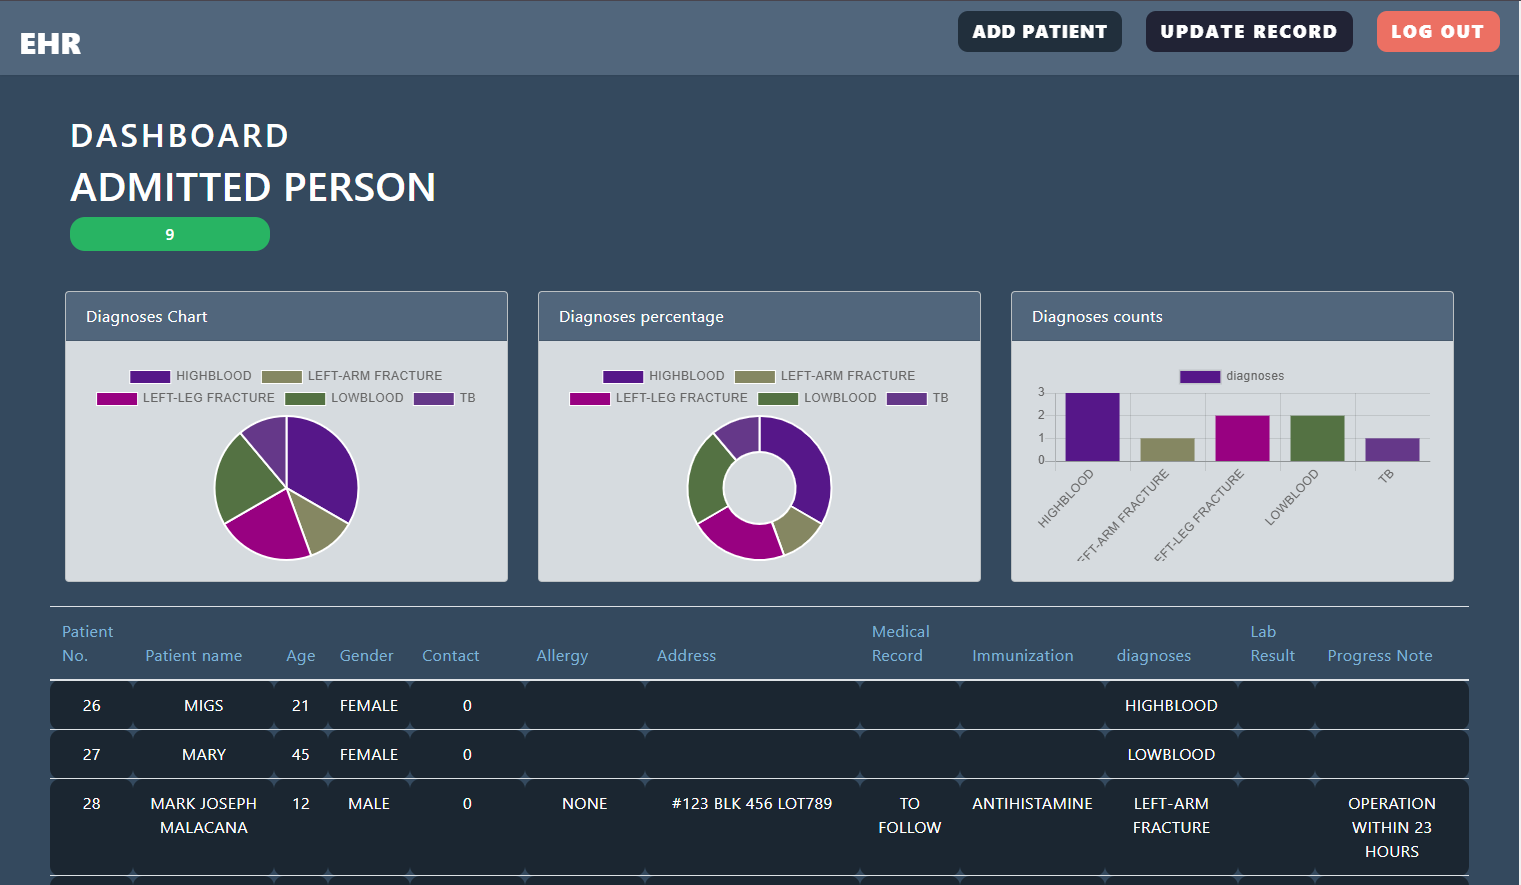 EHR
ADD PATIENT
UPDATE RECORD
LOG OUT
DASHBOARD
ADMITTED PERSON
9
Diagnoses Chart
HIGHBLOOD LEFT-ARM FRACTURE
LEFT-LEG FRACTURE LOWBLOOD TB
Diagnoses percentage
HIGHBLOOD LEFT-ARM FRACTURE
LEFT-LEG FRACTURE LOWBLOOD TB
Diagnoses counts
diagnoses
3
2
1
0
HIGHBLOOD
EFT-ARM FRACTURE
EFT-LEG FRACTURE
LOWBLOOD
TB
Patient No. Patient name Age Gender Contact Allergy Address Medical Record Immunization diagnoses Lab Result Progress Note
26 MIGS 21 FEMALE 0 HIGHBLOOD
27 MARY 45 FEMALE 0 LOWBLOOD
28 MARK JOSEPH 12 MALE 0 NONE #123 BLK 456 LOT789 TO ANTIHISTAMINE LEFT-ARM OPERATION
MALACANA FOLLOW FRACTURE WITHIN 23
HOURS